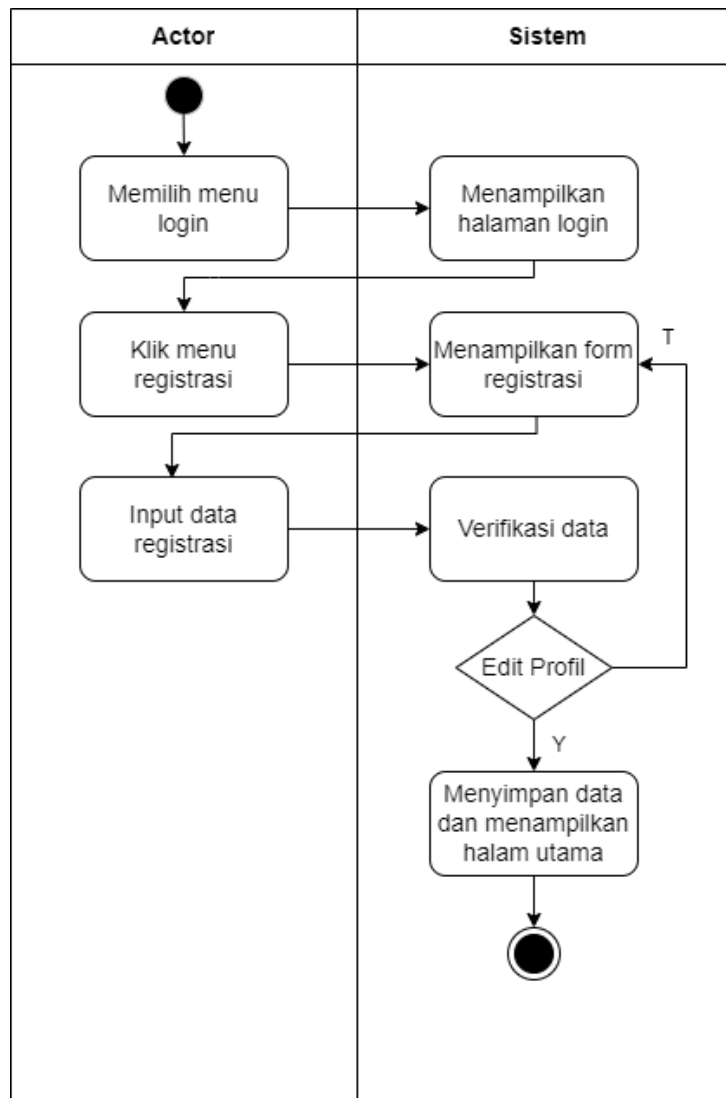 Actor
Sistem
Memilih menu
login
Menampilkan
halaman login
Klik menu
registrasi
Menampilkan form
registrasi
T
Input data
registrasi
Verifikasi data
Edit Profil
Y
Menyimpan data
dan menampilkan
halam utama